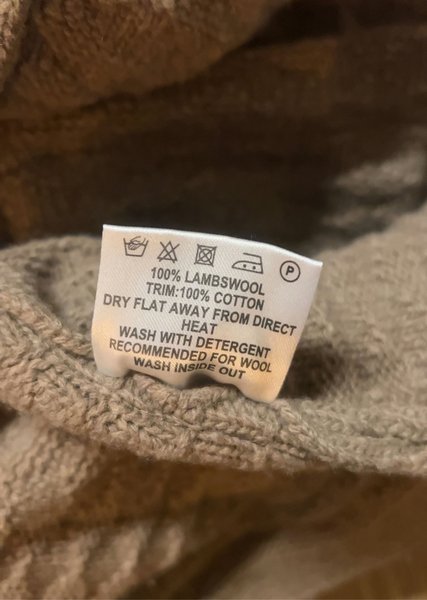 P
100% LAMBSWOOL
TRIM:100% COTTON
DRY FLAT AWAY FROM DIRECT
HEAT
WASH WITH DETERGENT
RECOMMENDED FOR WOOL
WASH INSIDE OUT